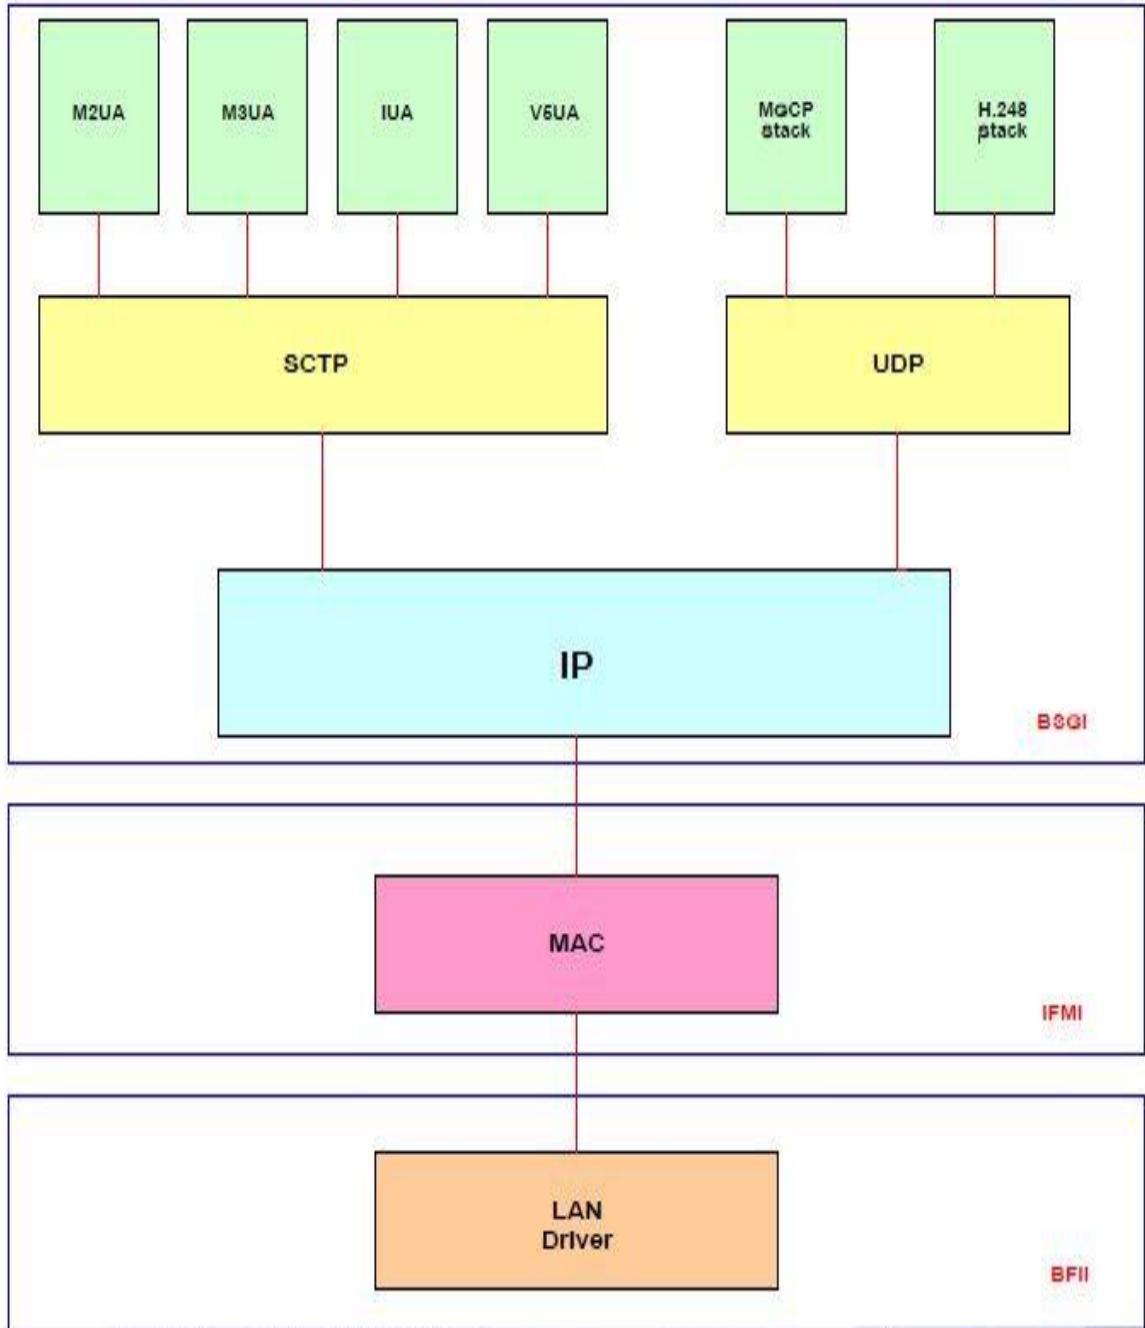 M2UA
M3UA
IUA
V5UA
MGCP
stack
H.248
stack
SCTP
UDP
IP
BSGI
MAC
IFMI
LAN
Driver
BFII